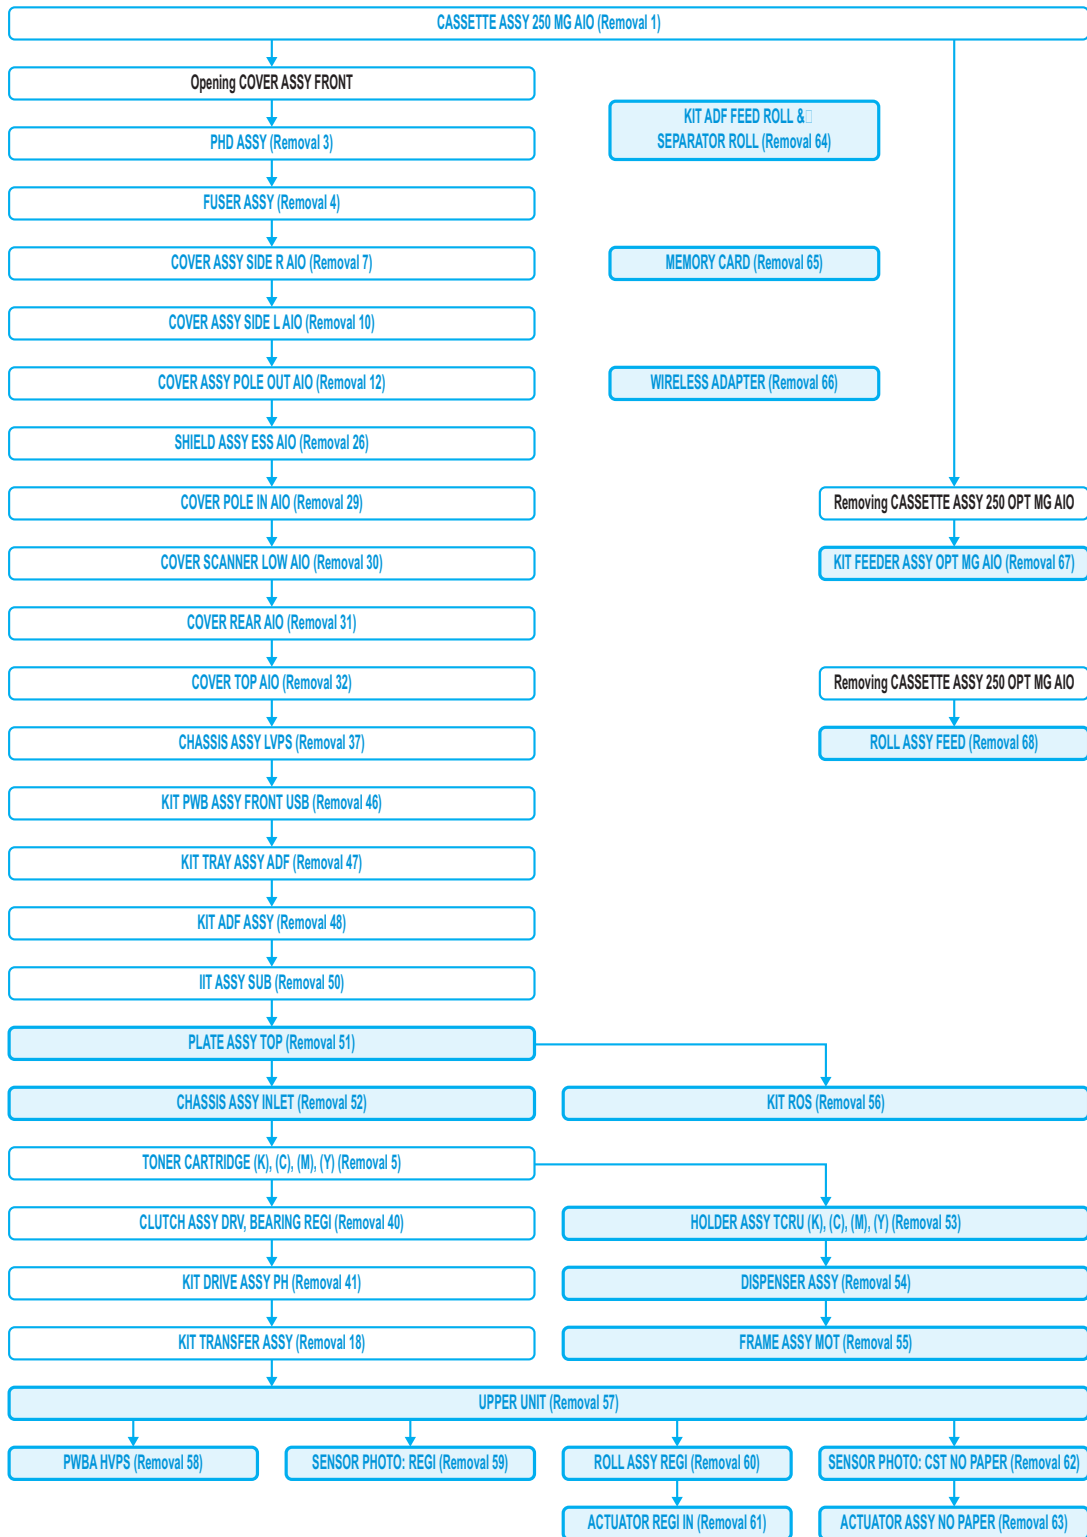 CASSETTE ASSY 250 MG AIO (Removal 1)
Opening COVER ASSY FRONT
KIT ADF FEED ROLL &
SEPARATOR ROLL (Removal 64)
PHD ASSY (Removal 3)
FUSER ASSY (Removal 4)
COVER ASSY SIDE R AIO (Removal 7)
MEMORY CARD (Removal 65)
COVER ASSY SIDE L AIO (Removal 10)
COVER ASSY POLE OUT AIO (Removal 12)
WIRELESS ADAPTER (Removal 66)
SHIELD ASSY ESS AIO (Removal 26)
COVER POLE IN AIO (Removal 29)
Removing CASSETTE ASSY 250 OPT MG AIO
COVER SCANNER LOW AIO (Removal 30)
KIT FEEDER ASSY OPT MG AIO (Removal 67)
COVER REAR AIO (Removal 31)
COVER TOP AIO (Removal 32)
Removing CASSETTE ASSY 250 OPT MG AIO
CHASSIS ASSY LVPS (Removal 37)
ROLL ASSY FEED (Removal 68)
KIT PWB ASSY FRONT USB (Removal 46)
KIT TRAY ASSY ADF (Removal 47)
KIT ADF ASSY (Removal 48)
IIT ASSY SUB (Removal 50)
PLATE ASSY TOP (Removal 51)
CHASSIS ASSY INLET (Removal 52)
KIT ROS (Removal 56)
TONER CARTRIDGE (K), (C), (M), (Y) (Removal 5)
CLUTCH ASSY DRV, BEARING REGI (Removal 40)
HOLDER ASSY TCRU (K), (C), (M), (Y) (Removal 53)
KIT DRIVE ASSY PH (Removal 41)
DISPENSER ASSY (Removal 54)
KIT TRANSFER ASSY (Removal 18)
FRAME ASSY MOT (Removal 55)
UPPER UNIT (Removal 57)
PWBA HVPS (Removal 58)
SENSOR PHOTO: REGI (Removal 59)
ROLL ASSY REGI (Removal 60)
SENSOR PHOTO: CST NO PAPER (Removal 62)
ACTUATOR REGI IN (Removal 61)
ACTUATOR ASSY NO PAPER (Removal 63)